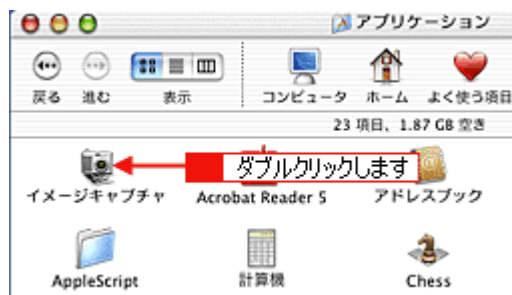 アプリケーション
戻る 進む 表示 コンピュータ ホーム よく使う項目
23 項目、1.87 GB 空き
ダブルクリックします
イメージキャプチャ Acrobat Reader 5 アドレスブック
AppleScript 計算機 Chess